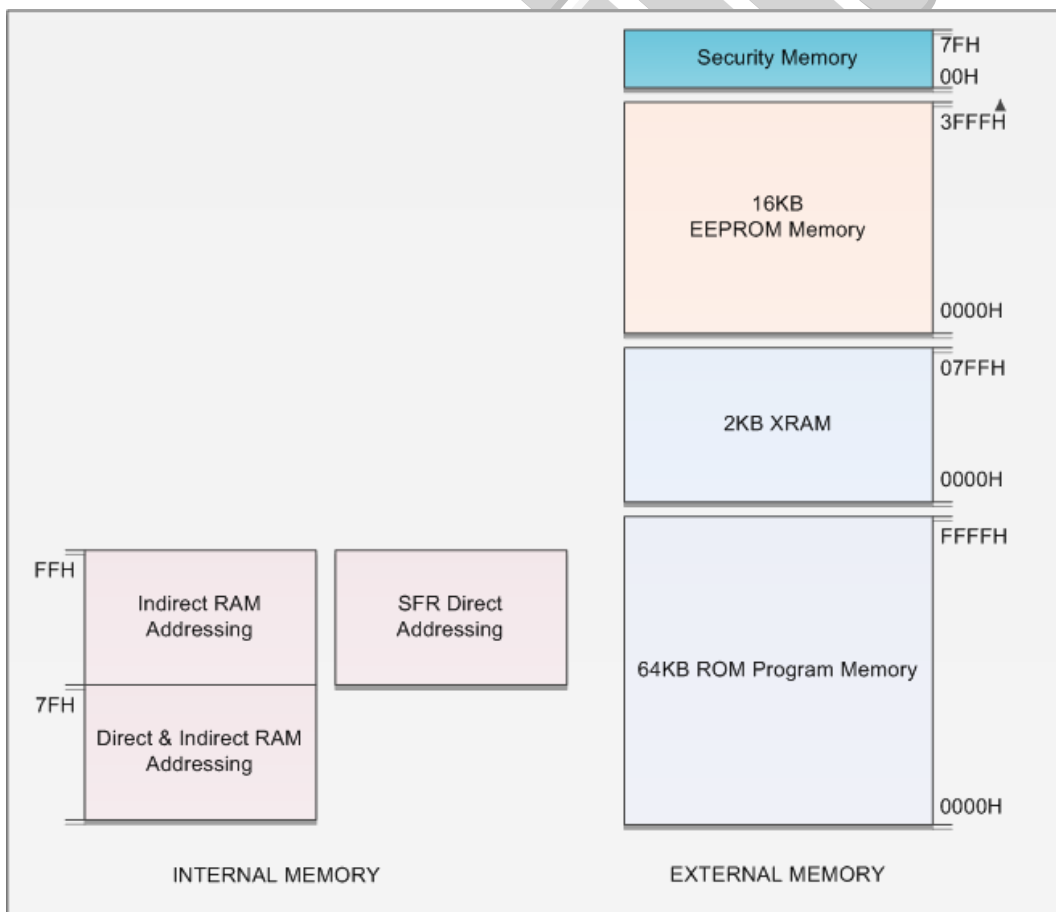 Security Memory
7FH
00H
16KB
EEPROM Memory
3FFFH
0000H
2KB XRAM
07FFH
0000H
64KB ROM Program Memory
FFFFH
0000H
FFH
Indirect RAM
Addressing
SFR Direct
Addressing
7FH
Direct & Indirect RAM
Addressing
INTERNAL MEMORY
EXTERNAL MEMORY